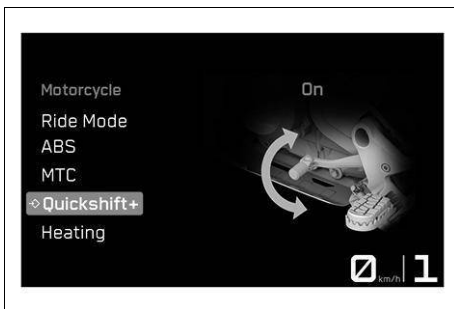 Motorcycle
On
Ride Mode
ABS
MTC
Quickshift+
Heating
0 km/h 1